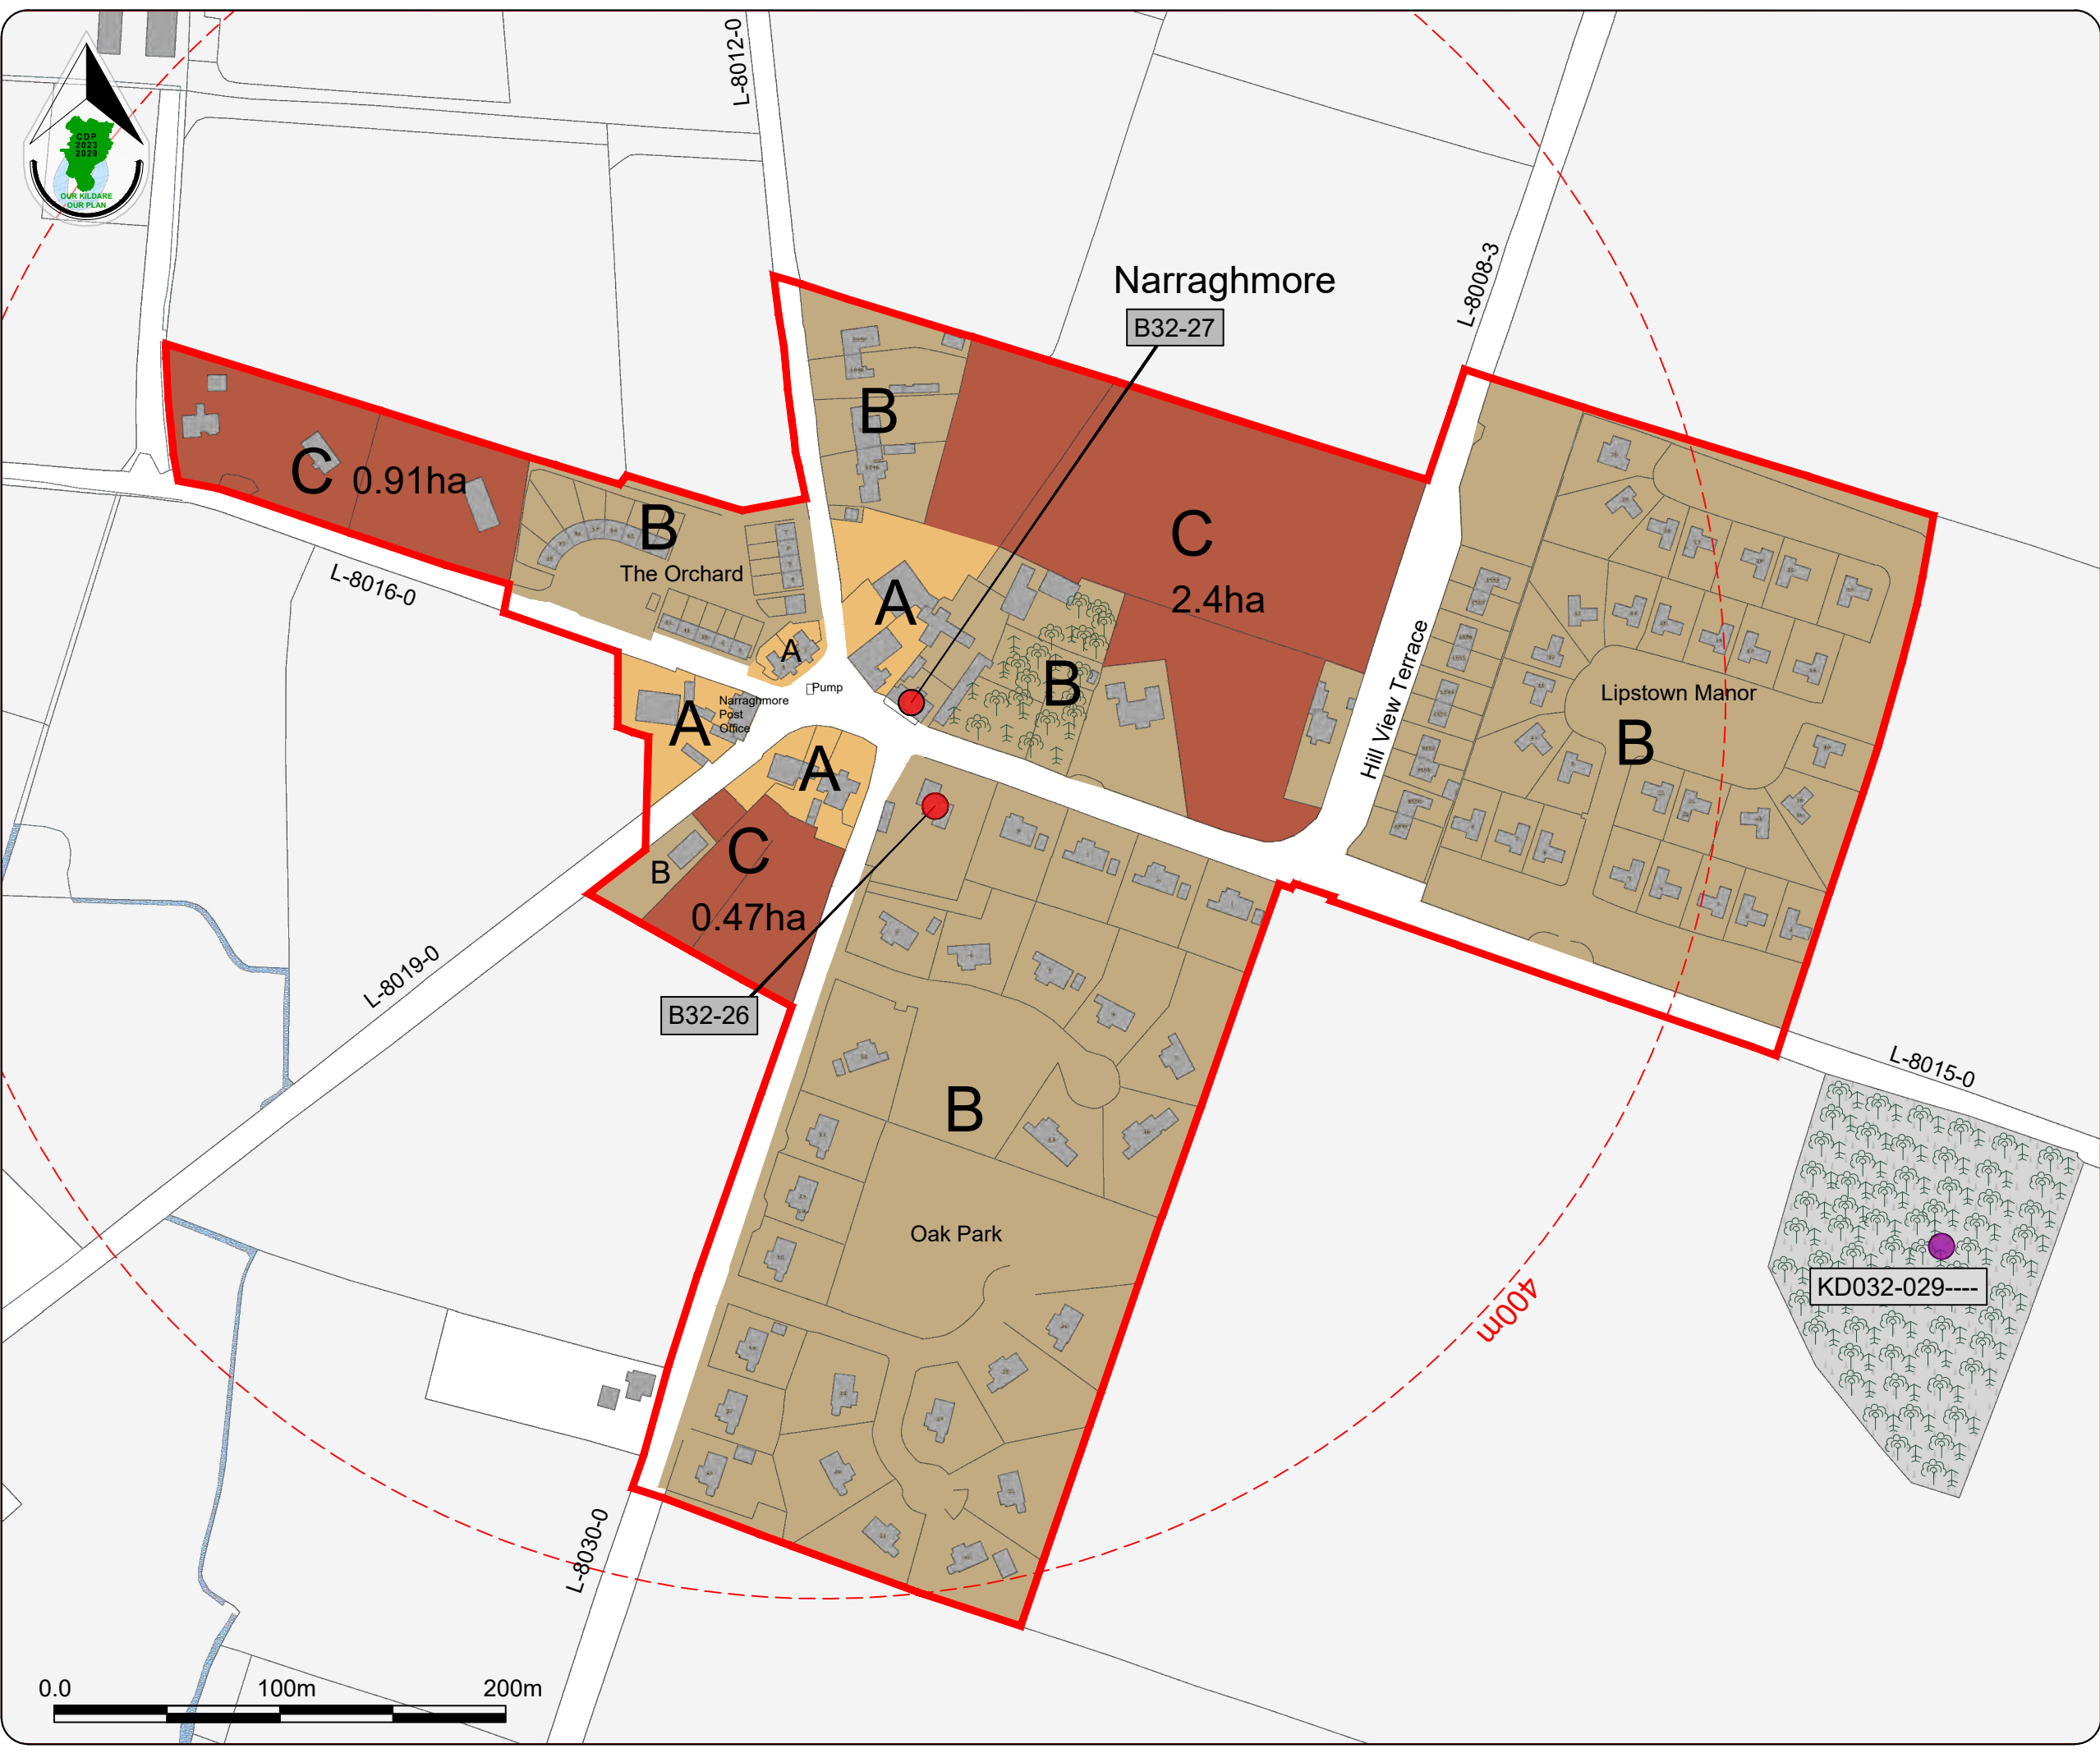 L-8012-0
CDP
2023
2029
OUR KILDARE
OUR PLAN
Narraghmore
B32-27
L-8008-3
B
C 0.91ha
B
The Orchard
C
2.4ha
A
L-8016-0
A
Pump
B
Hill View Terrace
Lipstown Manor
B
Narraghmore
Post
Office
A
A
C
B
0.47ha
L-8019-0
B32-26
L-8015-0
B
Oak Park
KD032-029----
400m
L-8030-0
0.0 100m 200m